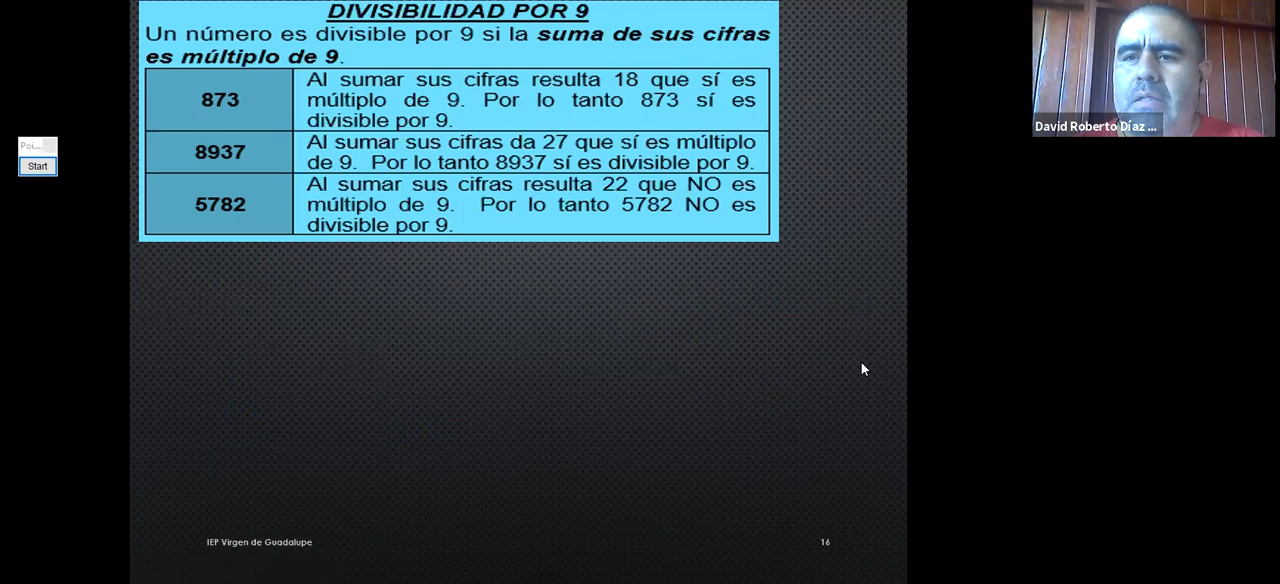 DIVISIBILIDAD POR 9
Un número es divisible por 9 si la suma de sus cifras
es múltiplo de 9.
873
Al sumar sus cifras resulta 18 que sí es
múltiplo de 9. Por lo tanto 873 sí es
divisible por 9.
8937
Al sumar sus cifras da 27 que sí es múltiplo
de 9. Por lo tanto 8937 sí es divisible por 9.
5782
Al sumar sus cifras resulta 22 que NO es
múltiplo de 9. Por lo tanto 5782 NO es
divisible por 9.
Poi...
Start
David Roberto Díaz ...
IEP Virgen de Guadalupe
16